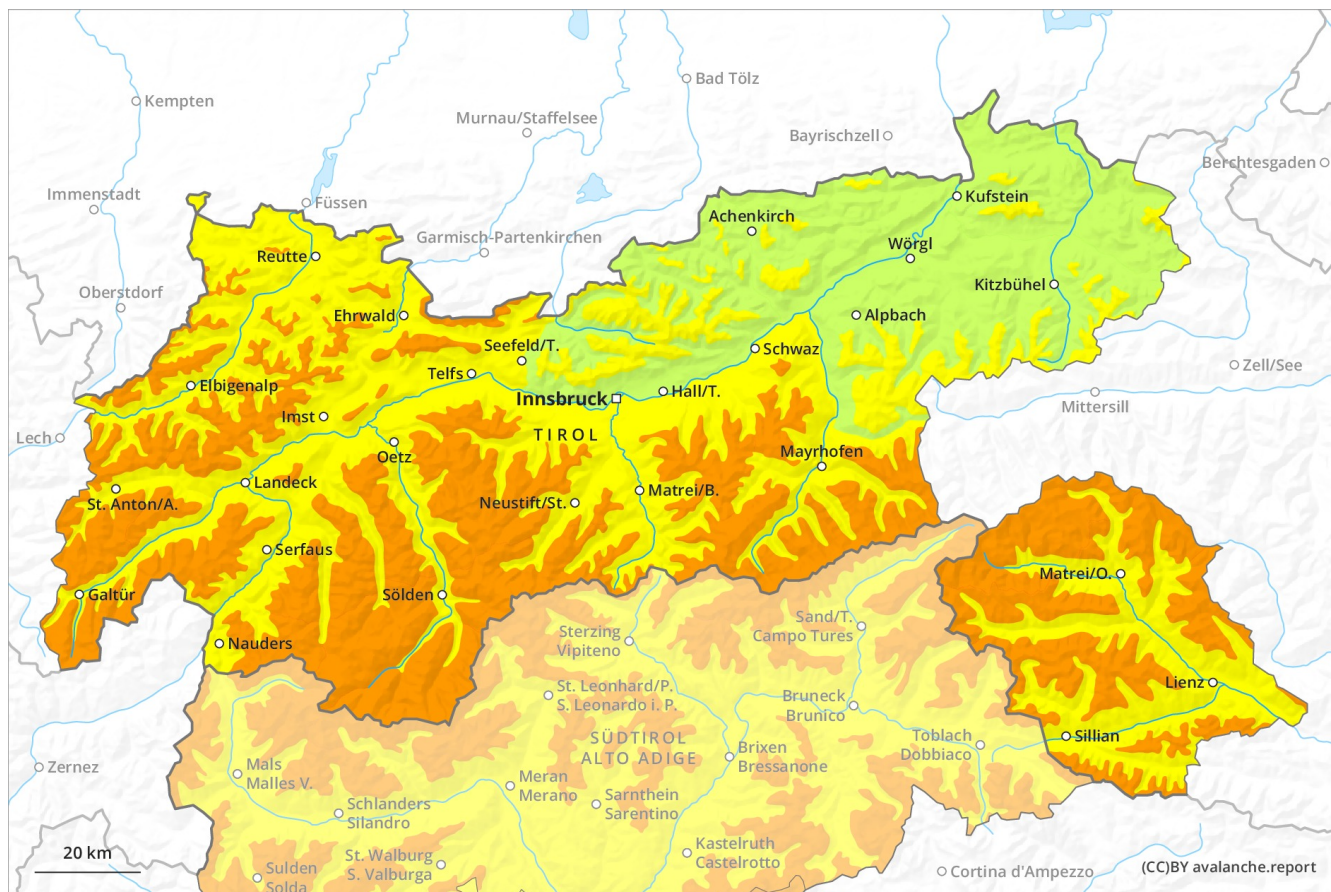 Bad Tölz
Kempten
Murnau/Staffelsee
Bayrischzell
Berchtesgaden
Immenstadt
Füssen
Kufstein
Achenkirch
Garmisch-Partenkirchen
Wörgl
Reutte
Oberstdorf
Kitzbühel
Ehrwald
Alpbach
Seefeld/T.
Schwaz
Zell/See
Telfs
Elbigenalp
Hall/T.
Innsbruck
Mittersill
Imst
Lech
TIROL
Oetz
Mayrhofen
Landeck
Matrei/B.
St. Anton/A.
Neustift/St.
Serfaus
Matrei/O.
Galtür
Sölden
Sand/T.
Campo Tures
Sterzing
Vipiteno
Nauders
Lienz
St. Leonhard/P.
S. Leonardo i. P.
Bruneck
Brunico
Toblach
Dobbiaco
Sillian
SÜDTIROL
ALTO ADIGE
Brixen
Bressanone
Zernez
Mals
Malles V.
Meran
Merano
Sarnthein
Sarentino
Schlanders
Silandro
Kastelruth
Castelrotto
20 km
St. Walburg
S. Valburga
Sulden
Solda
Cortina d'Ampezzo
(CC)BY avalanche.report